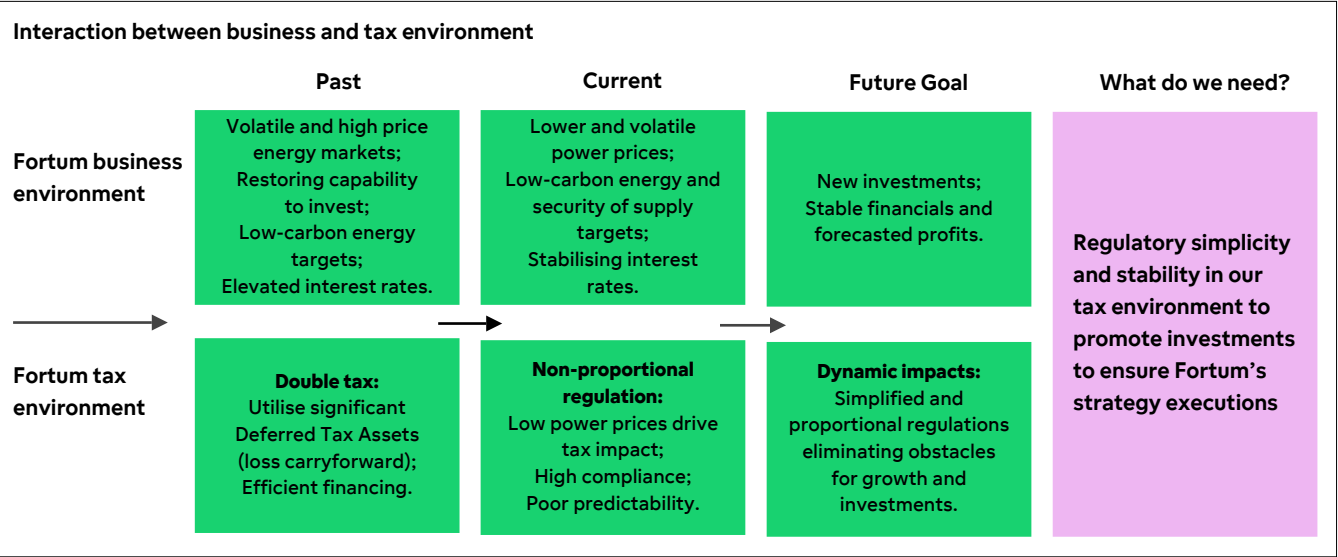 Interaction between business and tax environment
Past
Current
Future Goal
What do we need?
Fortum business
environment
Volatile and high price
energy markets;
Restoring capability
to invest;
Low-carbon energy
targets;
Elevated interest rates.
Lower and volatile
power prices;
Low-carbon energy and
security of supply
targets;
Stabilising interest
rates.
New investments;
Stable financials and
forecasted profits.
Regulatory simplicity
and stability in our
tax environment to
promote investments
to ensure Fortum’s
strategy executions
Fortum tax
environment
Double tax:
Utilise significant
Deferred Tax Assets
(loss carryforward);
Efficient financing.
Non-proportional
regulation:
Low power prices drive
tax impact;
High compliance;
Poor predictability.
Dynamic impacts:
Simplified and
proportional regulations
eliminating obstacles
for growth and
investments.